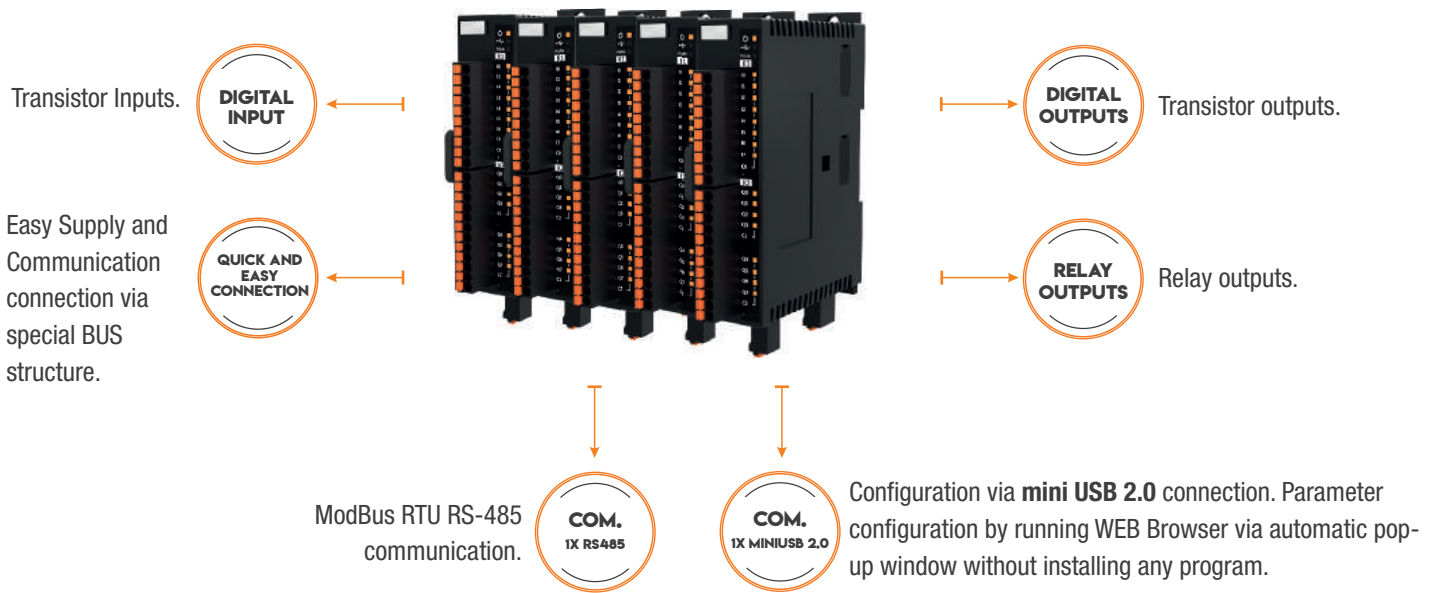 Transistor Inputs.
DIGITAL
INPUT
DIGITAL
OUTPUTS
Transistor outputs.
Easy Supply and
Communication
connection via
special BUS
structure.
QUICK AND
EASY
CONNECTION
RELAY
OUTPUTS
Relay outputs.
ModBus RTU RS-485
communication.
COM.
1X RS485
COM.
1X MINIUSB 2,0
Configuration via mini USB 2.0 connection. Parameter
configuration by running WEB Browser via automatic pop-
up window without installing any program.